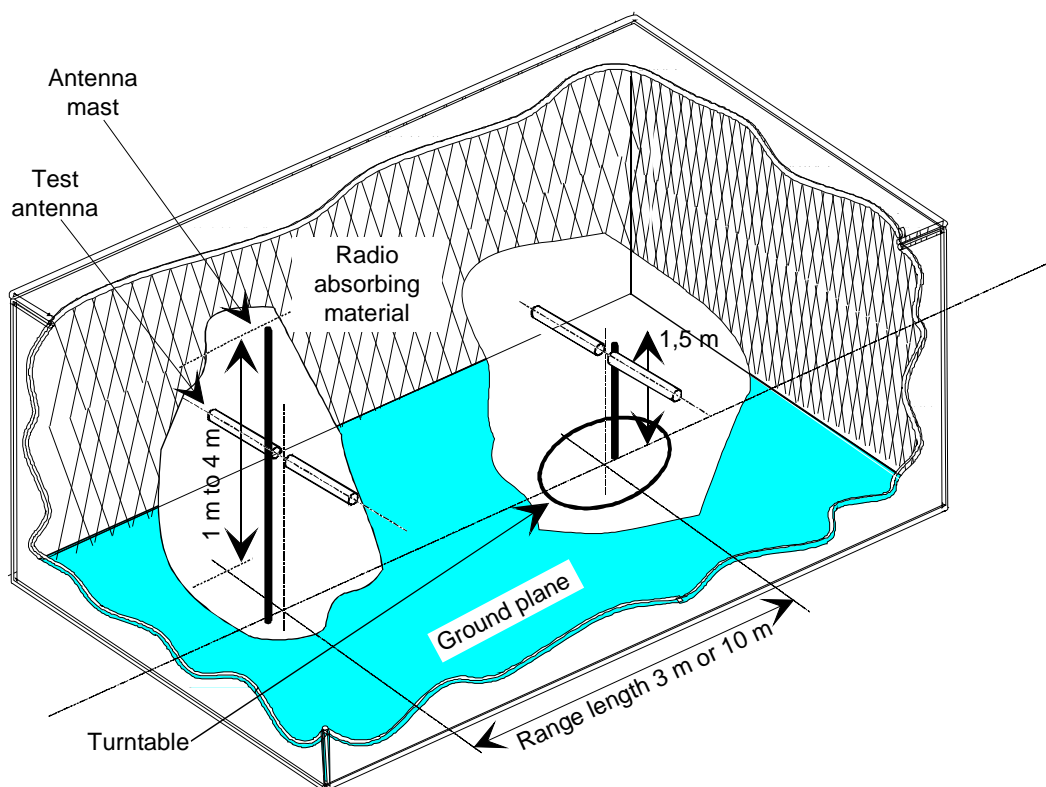 Antenna
mast
Test
antenna
Radio
absorbing
material
1,5 m
1 m to 4 m
Ground plane
Range length 3 m or 10 m
Turntable